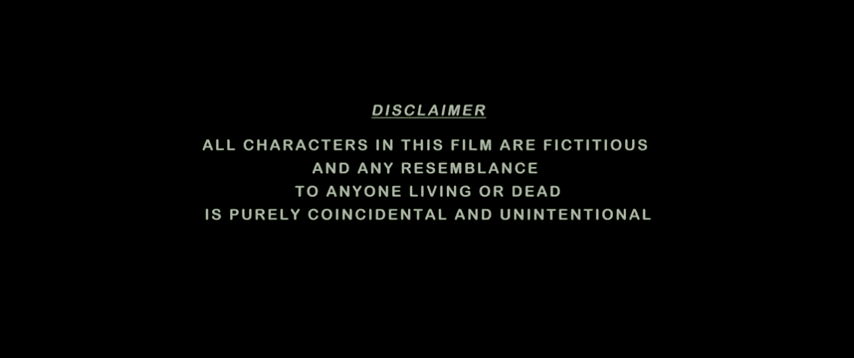 DISCLAIMER
ALL CHARACTERS IN THIS FILM ARE FICTITIOUS
AND ANY RESEMBLANCE
TO ANYONE LIVING OR DEAD
IS PURELY COINCIDENTAL AND UNINTENTIONAL